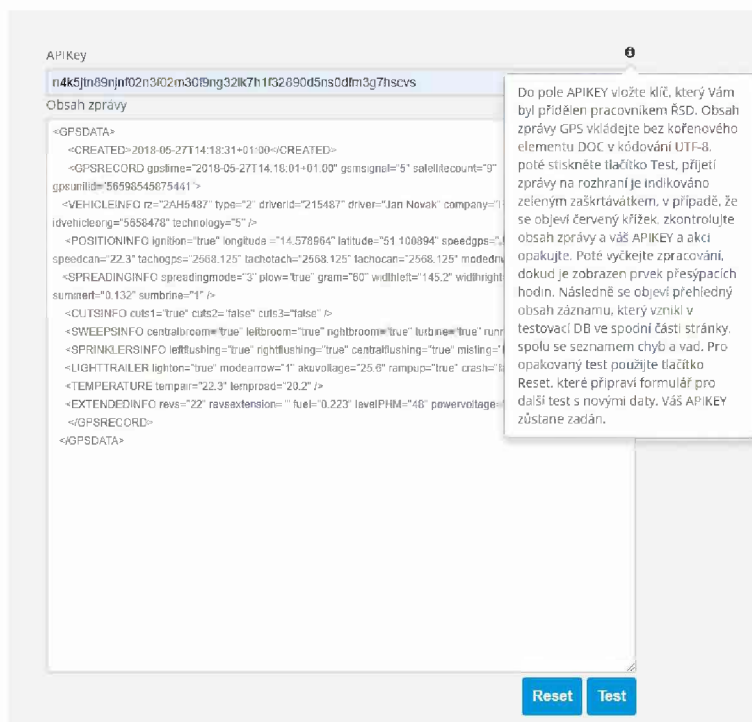 APIKey
n4k5jtn89njnf02n3f02m30f9ng32lk7h1f32890d5ns0dfm3g7hscvs
Obsah zprávy
<GPSDATA>
<CREATED>2018-05-27T14:18:31+01:00</CREATED>
<GPSRECORD gpstime="2018-05-27T14:18:01+01:00" gsmsignal="5" satellitecount="9"
gpsunitid="56598545875441">
<VEHICLEINFO rz="2AH5487" type="2" driverid="215487" driver="Jan Novak" company="
idvehicleorg="5658478" technology="5" />
<POSITIONINFO ignition="true" longitude ="14.578964" latitude="51.100894" speedgps="
speedcan="22.3" tachogps="2568.125" tachotach="2568.125" tachocan="2568.125"
<SPREADINGINFO spreadingmode="3" plow="true" gram="60" widthleft="145.2" widthright
summert="0.132" sumbrine="1" />
<CUTSINFO cuts1="true" cuts2="false" cuts3="false" />
<SWEEPSINFO centralbroom="true" leftbroom="true" rightbroom="true" turbine="true"
<SPRINKLERSINFO leftflushing="true" rightflushing="true" centralflushing="true" misting="
<LIGHTTRAILER lighton="true" modearrow="1" akuvoltage="25.6" rampup="true" crash="
<TEMPERATURE tempair="22.3" temproad="20.2" />
<EXTENDEDINFO revs="22" revsextension="" fuel="0.223" levelPHM="48" powervoltage=
</GPSRECORD>
</GPSDATA>
Do pole APIKEY vložte klíč, který Vám
byl přidělen pracovníkem ŘSD. Obsah
zprávy GPS vkládejte bez kořenového
elementu DOC v kódování UTF-8.
poté stiskněte tlačítko Test, přijetí
zprávy na rozhraní je indikováno
zeleným zaškrtávátkem, v případě, že
se objeví červený křížek, zkontrolujte
obsah zprávy a váš APIKEY a akci
opakujte. Poté vyčkejte zpracování,
dokud je zobrazen prvek přesýpacích
hodin. Následně se objeví přehledný
obsah záznamu, který vznikl v
testovací DB ve spodní části stránky,
spolu se seznamem chyb a vad. Pro
opakovaný test použijte tlačítko
Reset, které připraví formulář pro
další test s novými daty. Váš APIKEY
zůstane zadán.
Reset Test